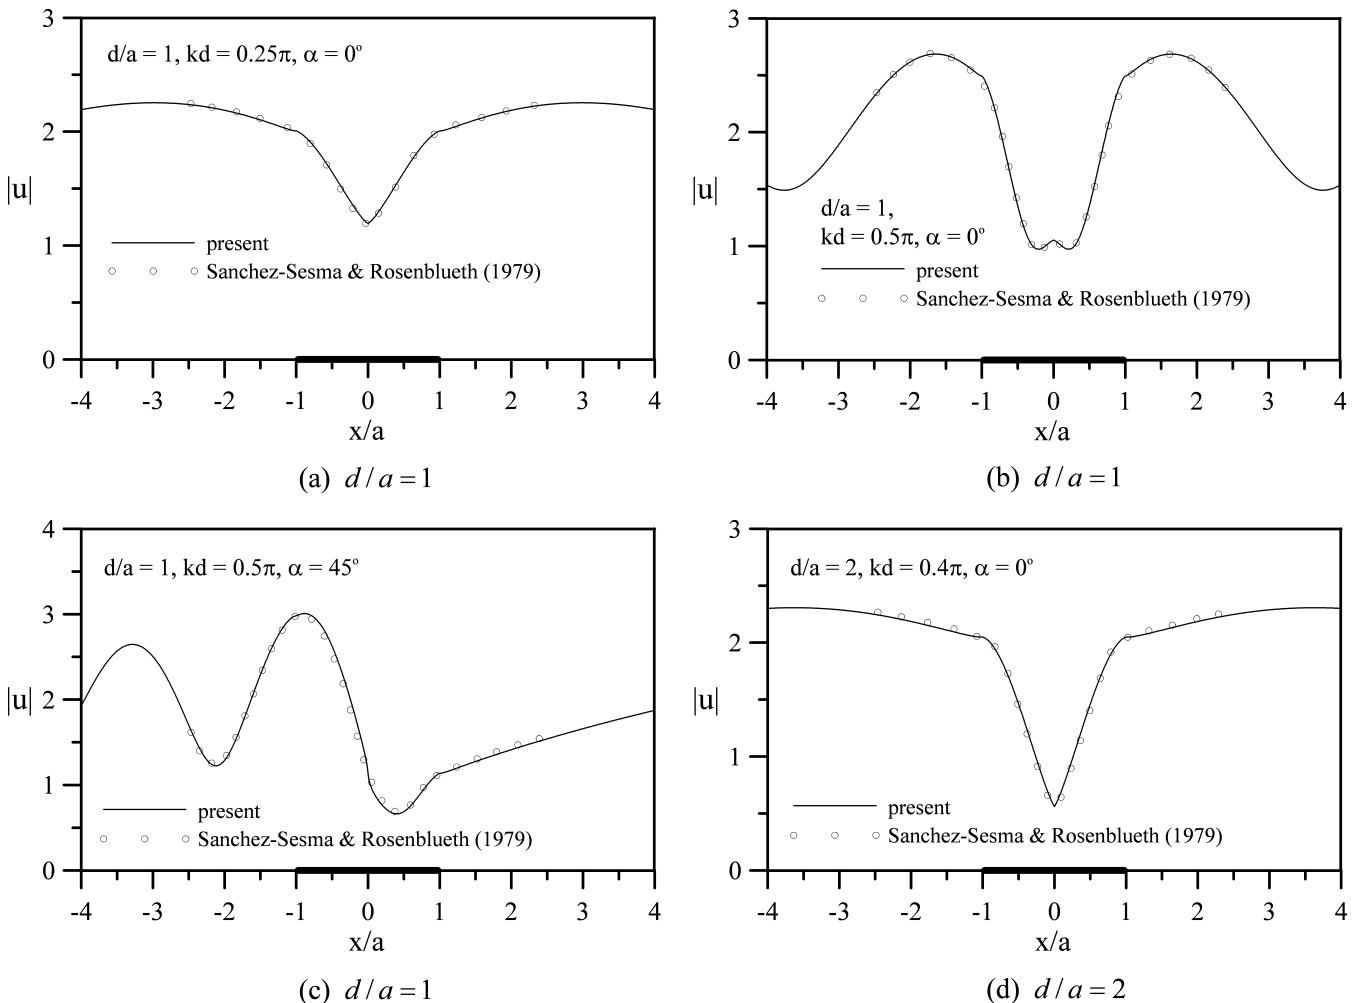 3
2
1
0
|u|
d/a = 1, kd = 0.25π, α = 0°
present
Sanchez-Sesma & Rosenblueth (1979)
-4 -3 -2 -1 0 1 2 3 4
x/a
(a) d / a = 1
3
2
1
0
|u|
d/a = 1,
kd = 0.5π, α = 0°
present
Sanchez-Sesma & Rosenblueth (1979)
-4 -3 -2 -1 0 1 2 3 4
x/a
(b) d / a = 1
4
3
2
1
0
|u|
d/a = 1, kd = 0.5π, α = 45°
present
Sanchez-Sesma & Rosenblueth (1979)
-4 -3 -2 -1 0 1 2 3 4
x/a
(c) d / a = 1
3
2
1
0
|u|
d/a = 2, kd = 0.4π, α = 0°
present
Sanchez-Sesma & Rosenblueth (1979)
-4 -3 -2 -1 0 1 2 3 4
x/a
(d) d / a = 2